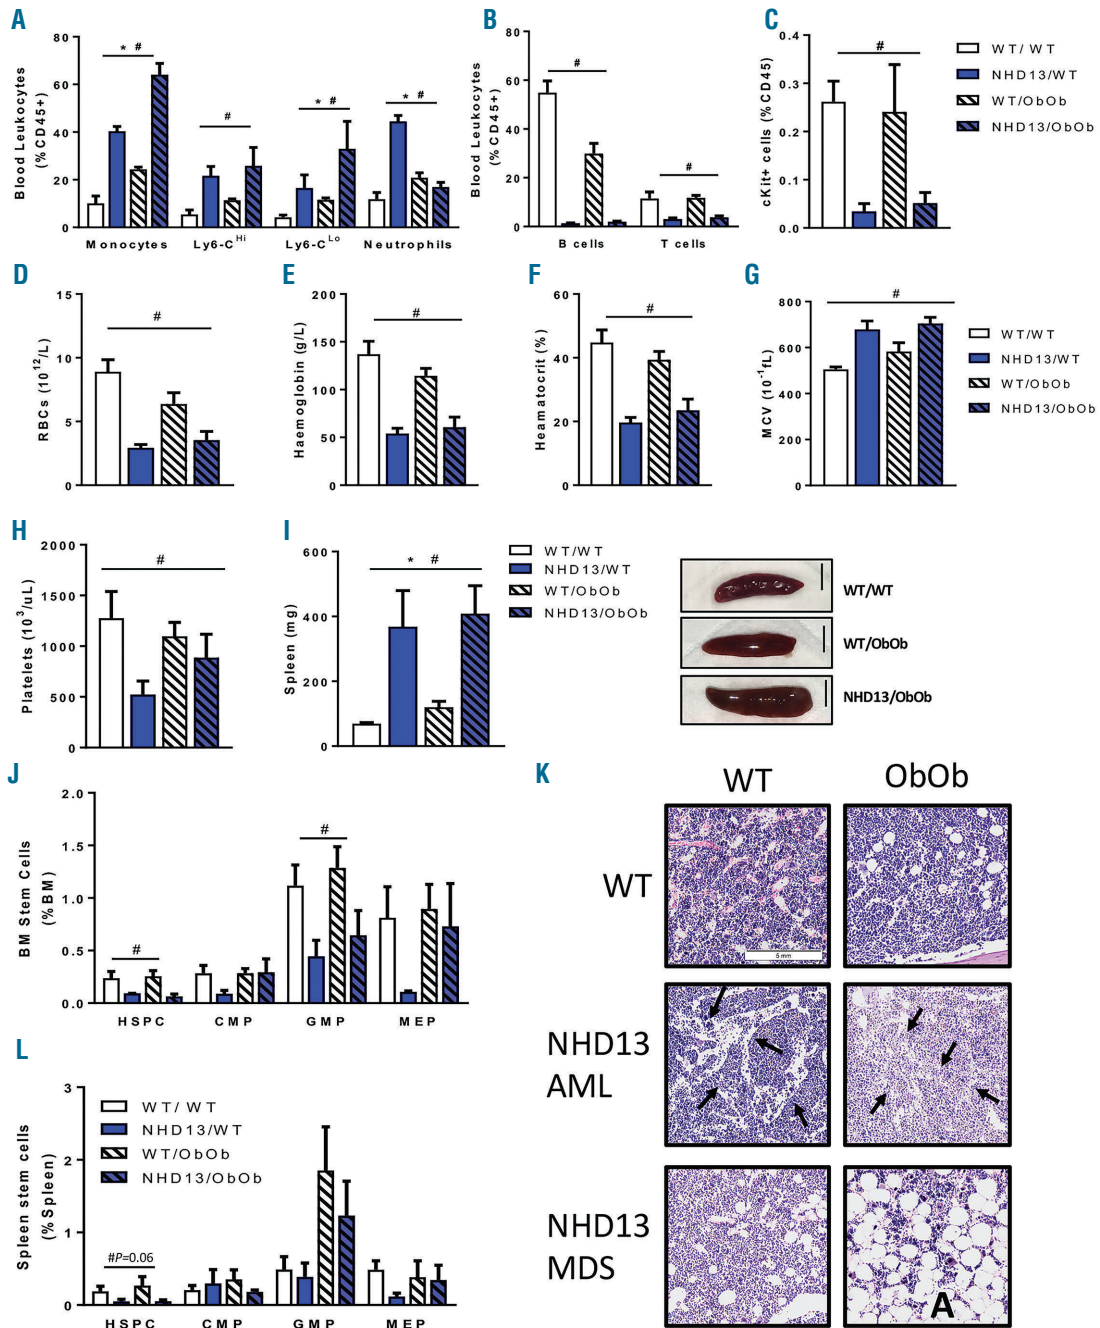 A
Blood Leukocytes
(% CD45+)
80
60
40
20
0
* #
#
* #
* #
Monocytes
Ly6-C Hi
Ly6-C Lo
Neutrophils
B
Blood Leukocytes
(% CD45+)
80
60
40
20
0
#
#
B cells
T cells
C
cKit+ cells (% CD45)
0.4
0.3
0.2
0.1
0.0
#
WT/ WT
NHD13/WT
WT/ObOb
NHD13/ObOb
D
RBCs (10^12/L)
15
10
5
0
#
E
Haemoglobin (g/L)
200
150
100
50
0
#
F
Heamatocrit (%)
60
40
20
0
#
G
MCV (10^-1fL)
800
600
400
200
0
#
WT/WT
NHD13/WT
WT/ObOb
NHD13/ObOb
H
Platelets (10^3/uL)
2000
1500
1000
500
0
#
I
Spleen (mg)
600
400
200
0
* #
WT/WT
NHD13/WT
WT/ObOb
NHD13/ObOb
WT/WT
WT/ObOb
NHD13/ObOb
J
BM Stem Cells
(%BM)
2.0
1.5
1.0
0.5
0.0
#
#
HSPC
CMP
GMP
MEP
K
WT
ObOb
WT
5 mm
NHD13
AML
NHD13
MDS
A
L
Spleen stem cells
(%Spleen)
3
2
1
0
WT/ WT
NHD13/WT
WT/ObOb
NHD13/ObOb
#P=0.06
HSPC
CMP
GMP
MEP